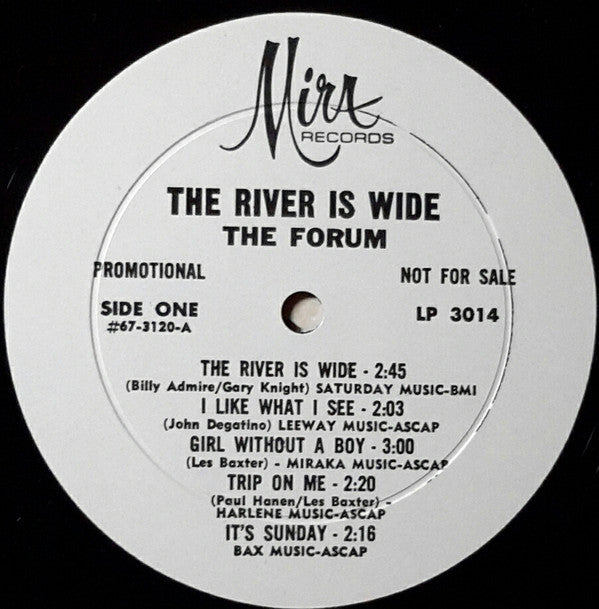 Mira
RECORDS
THE RIVER IS WIDE
THE FORUM
PROMOTIONAL
NOT FOR SALE
SIDE ONE
LP 3014
#67-3120-A
THE RIVER IS WIDE - 2:45
(Billy Admire/Gary Knight) SATURDAY MUSIC-BMI
I LIKE WHAT I SEE - 2:03
(John Degatino) LEEWAY MUSIC-ASCAP
GIRL WITHOUT A BOY - 3:00
(Les Baxter) - MIRAKA MUSIC-ASCAP
TRIP ON ME - 2:20
(Paul Hanen/Les Baxter) -
HARLENE MUSIC-ASCAP
IT'S SUNDAY - 2:16
BAX MUSIC-ASCAP